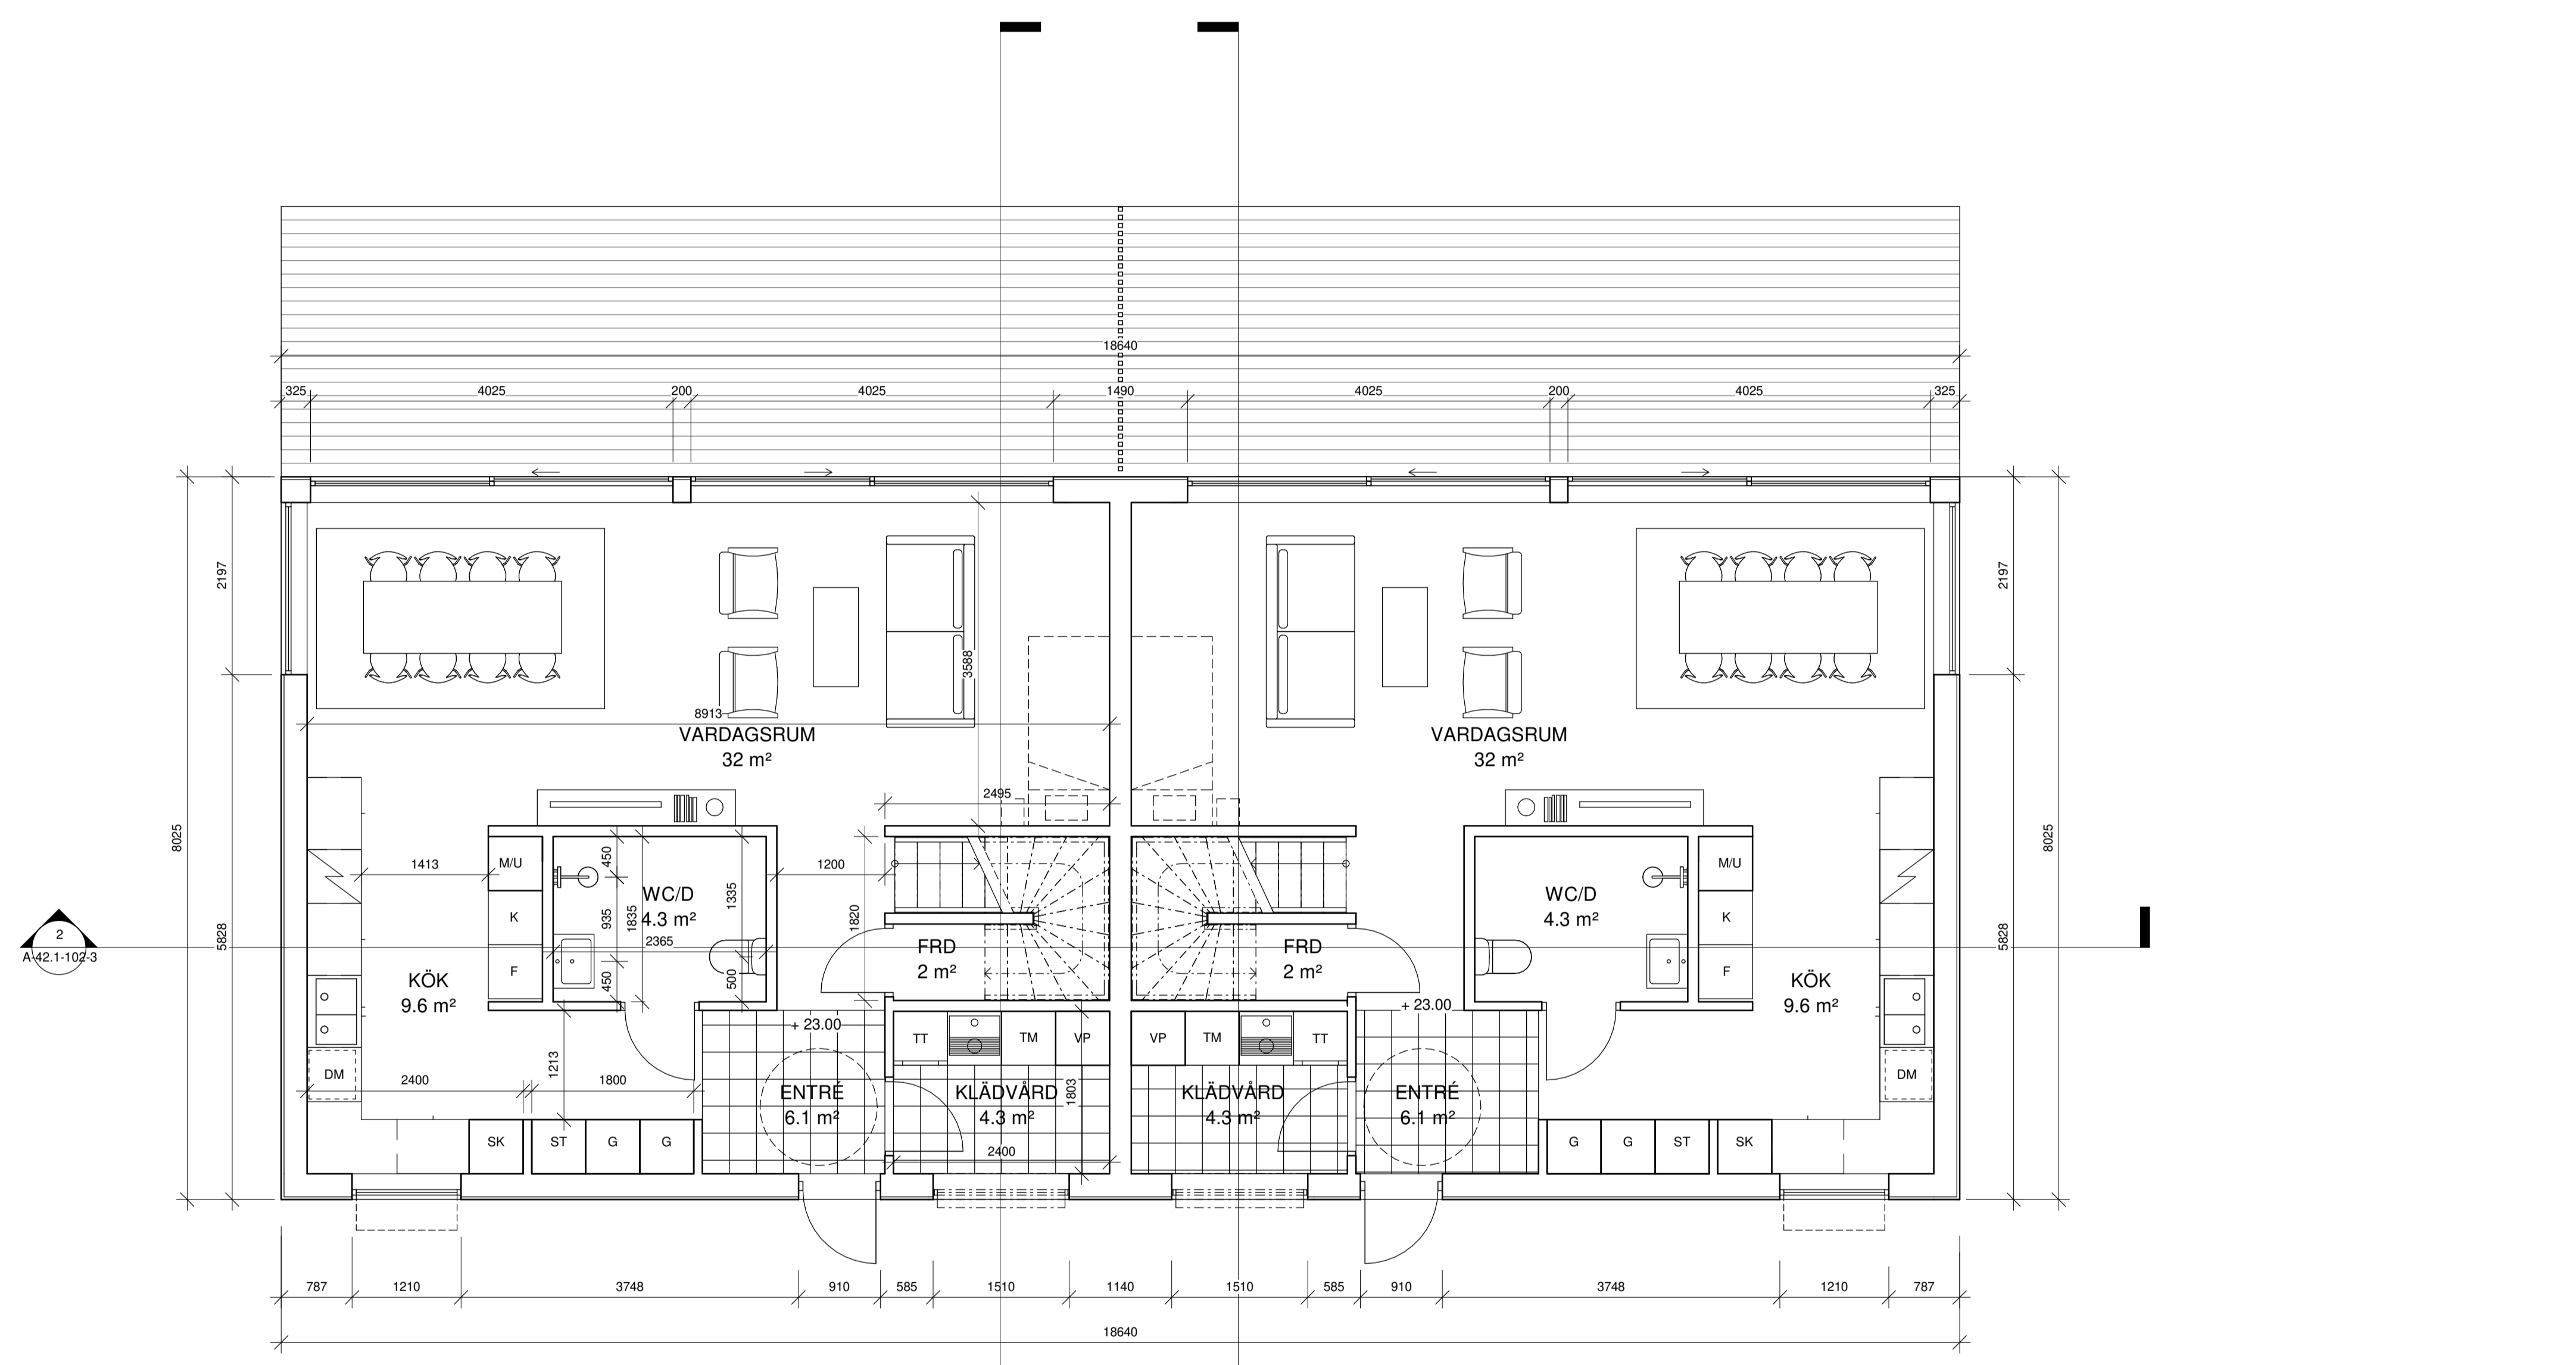 18640
325 4025 200 4025 1490 4025 200 4025 325
2197
2197
3588
8913
VARDAGSRUM
32 m²
VARDAGSRUM
32 m²
2495
8025
8025
5828
5828
1413
M/U
K
F
450
935
450
1835
WC/D
4.3 m²
2365
1335
500
1200
1820
FRD
2 m²
FRD
2 m²
WC/D
4.3 m²
M/U
K
F
2
A-42.1-102-3
KÖK
9.6 m²
KÖK
9.6 m²
+ 23.00
+ 23.00
TT TM VP
VP TM TT
DM
DM
2400
1213
1800
ENTRÉ
6.1 m²
KLÄDVÅRD
4.3 m²
1803
KLÄDVÅRD
4.3 m²
ENTRÉ
6.1 m²
SK ST G G
2400
G G ST SK
787 1210 3748 910 585 1510 1140 1510 585 910 3748 1210 787
18640